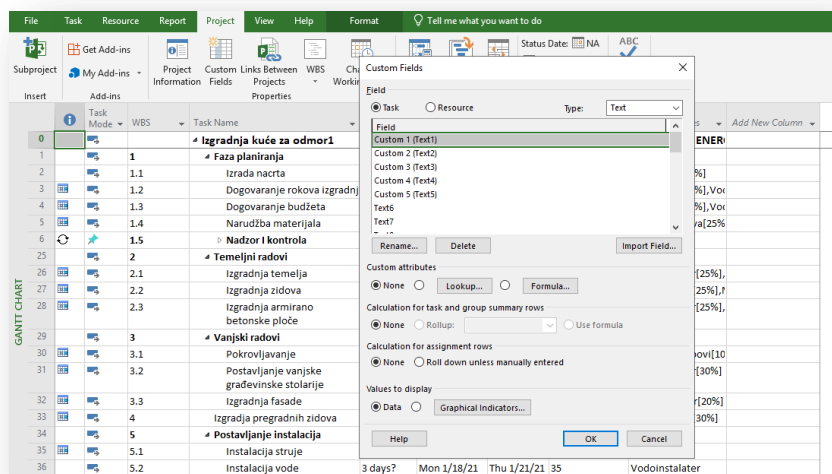 File Task Resource Report Project View Help Format Tell me what you want to do
Subproject
Get Add-ins
My Add-ins
Project Information
Custom Fields
Links Between Projects
WBS
Status Date: NA
ABC
Insert Add-ins Properties
Task Mode WBS Task Name Add New Column
0 Izgradnja kuće za odmor1
1 1 Faza planiranja
2 1.1 Izrada nacrta
3 1.2 Dogovaranje rokova izgradnj
4 1.3 Dogovaranje budžeta
5 1.4 Narudžba materijala
6 1.5 Nadzor I kontrola
25 2 Temeljni radovi
26 2.1 Izgradnja temelja
27 2.2 Izgradnja zidova
28 2.3 Izgradnja armirano
betonske ploče
29 3 Vanjski radovi
30 3.1 Pokrovljavanje
31 3.2 Postavljanje vanjske
građevinske stolarije
32 3.3 Izgradnja fasade
33 4 Izgradja pregradnih zidova
34 5 Postavljanje instalacija
35 5.1 Instalacija struje
36 5.2 Instalacija vode 3 days? Mon 1/18/21 Thu 1/21/21 35 Vodoinstalater
GANTT CHART
Custom Fields
Field
Task Resource Type: Text
Field
Custom 1 (Text1)
Custom 2 (Text2)
Custom 3 (Text3)
Custom 4 (Text4)
Custom 5 (Text5)
Text6
Text7
Rename... Delete Import Field...
Custom attributes
None Lookup... Formula...
Calculation for task and group summary rows
None Rollup: Use formula
Calculation for assignment rows
None Roll down unless manually entered
Values to display
Data Graphical Indicators...
Help OK Cancel